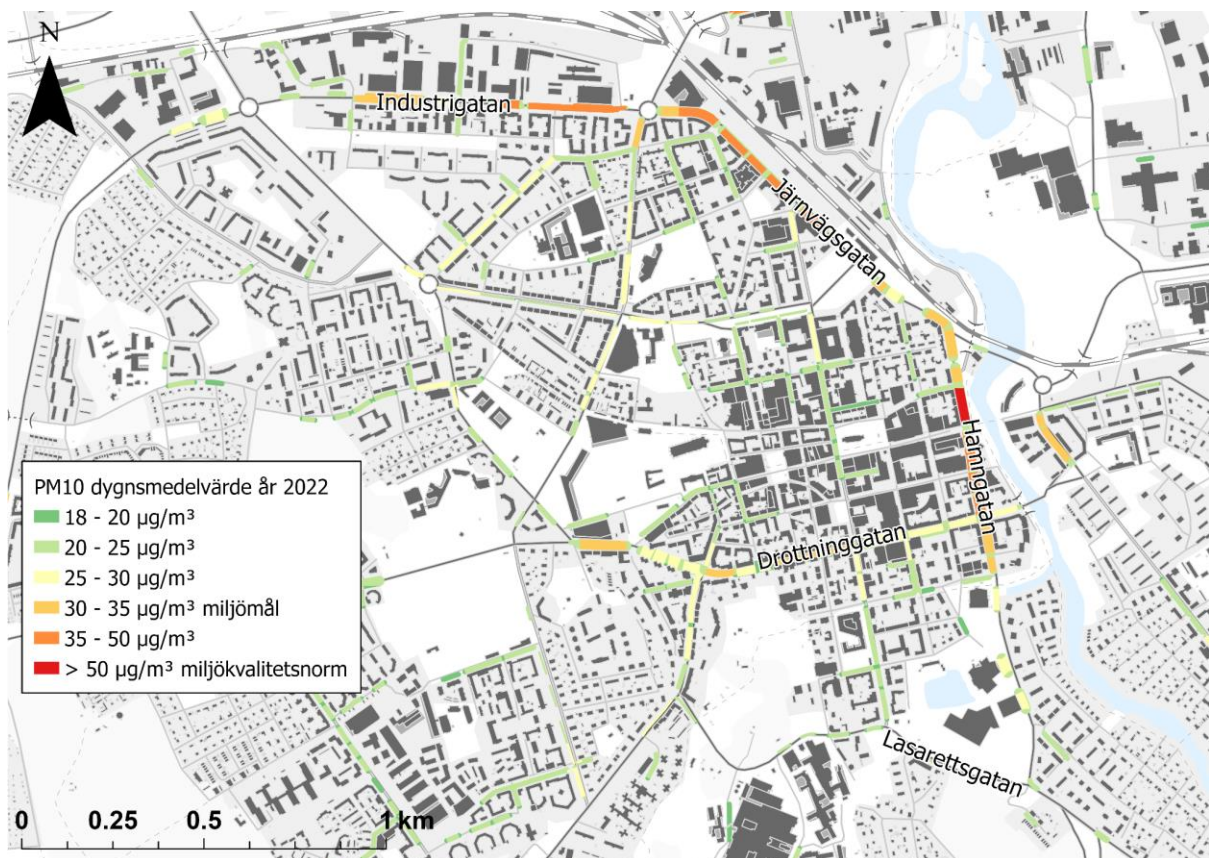 N
Industrigatan
Järnvägsgatan
Hamngatan
Drottninggatan
Lasarettsgatan
PM10 dygnsmedelvärde år 2022
18 - 20 µg/m³
20 - 25 µg/m³
25 - 30 µg/m³
30 - 35 µg/m³ miljömål
35 - 50 µg/m³
> 50 µg/m³ miljökvalitetsnorm
0 0.25 0.5 1 km